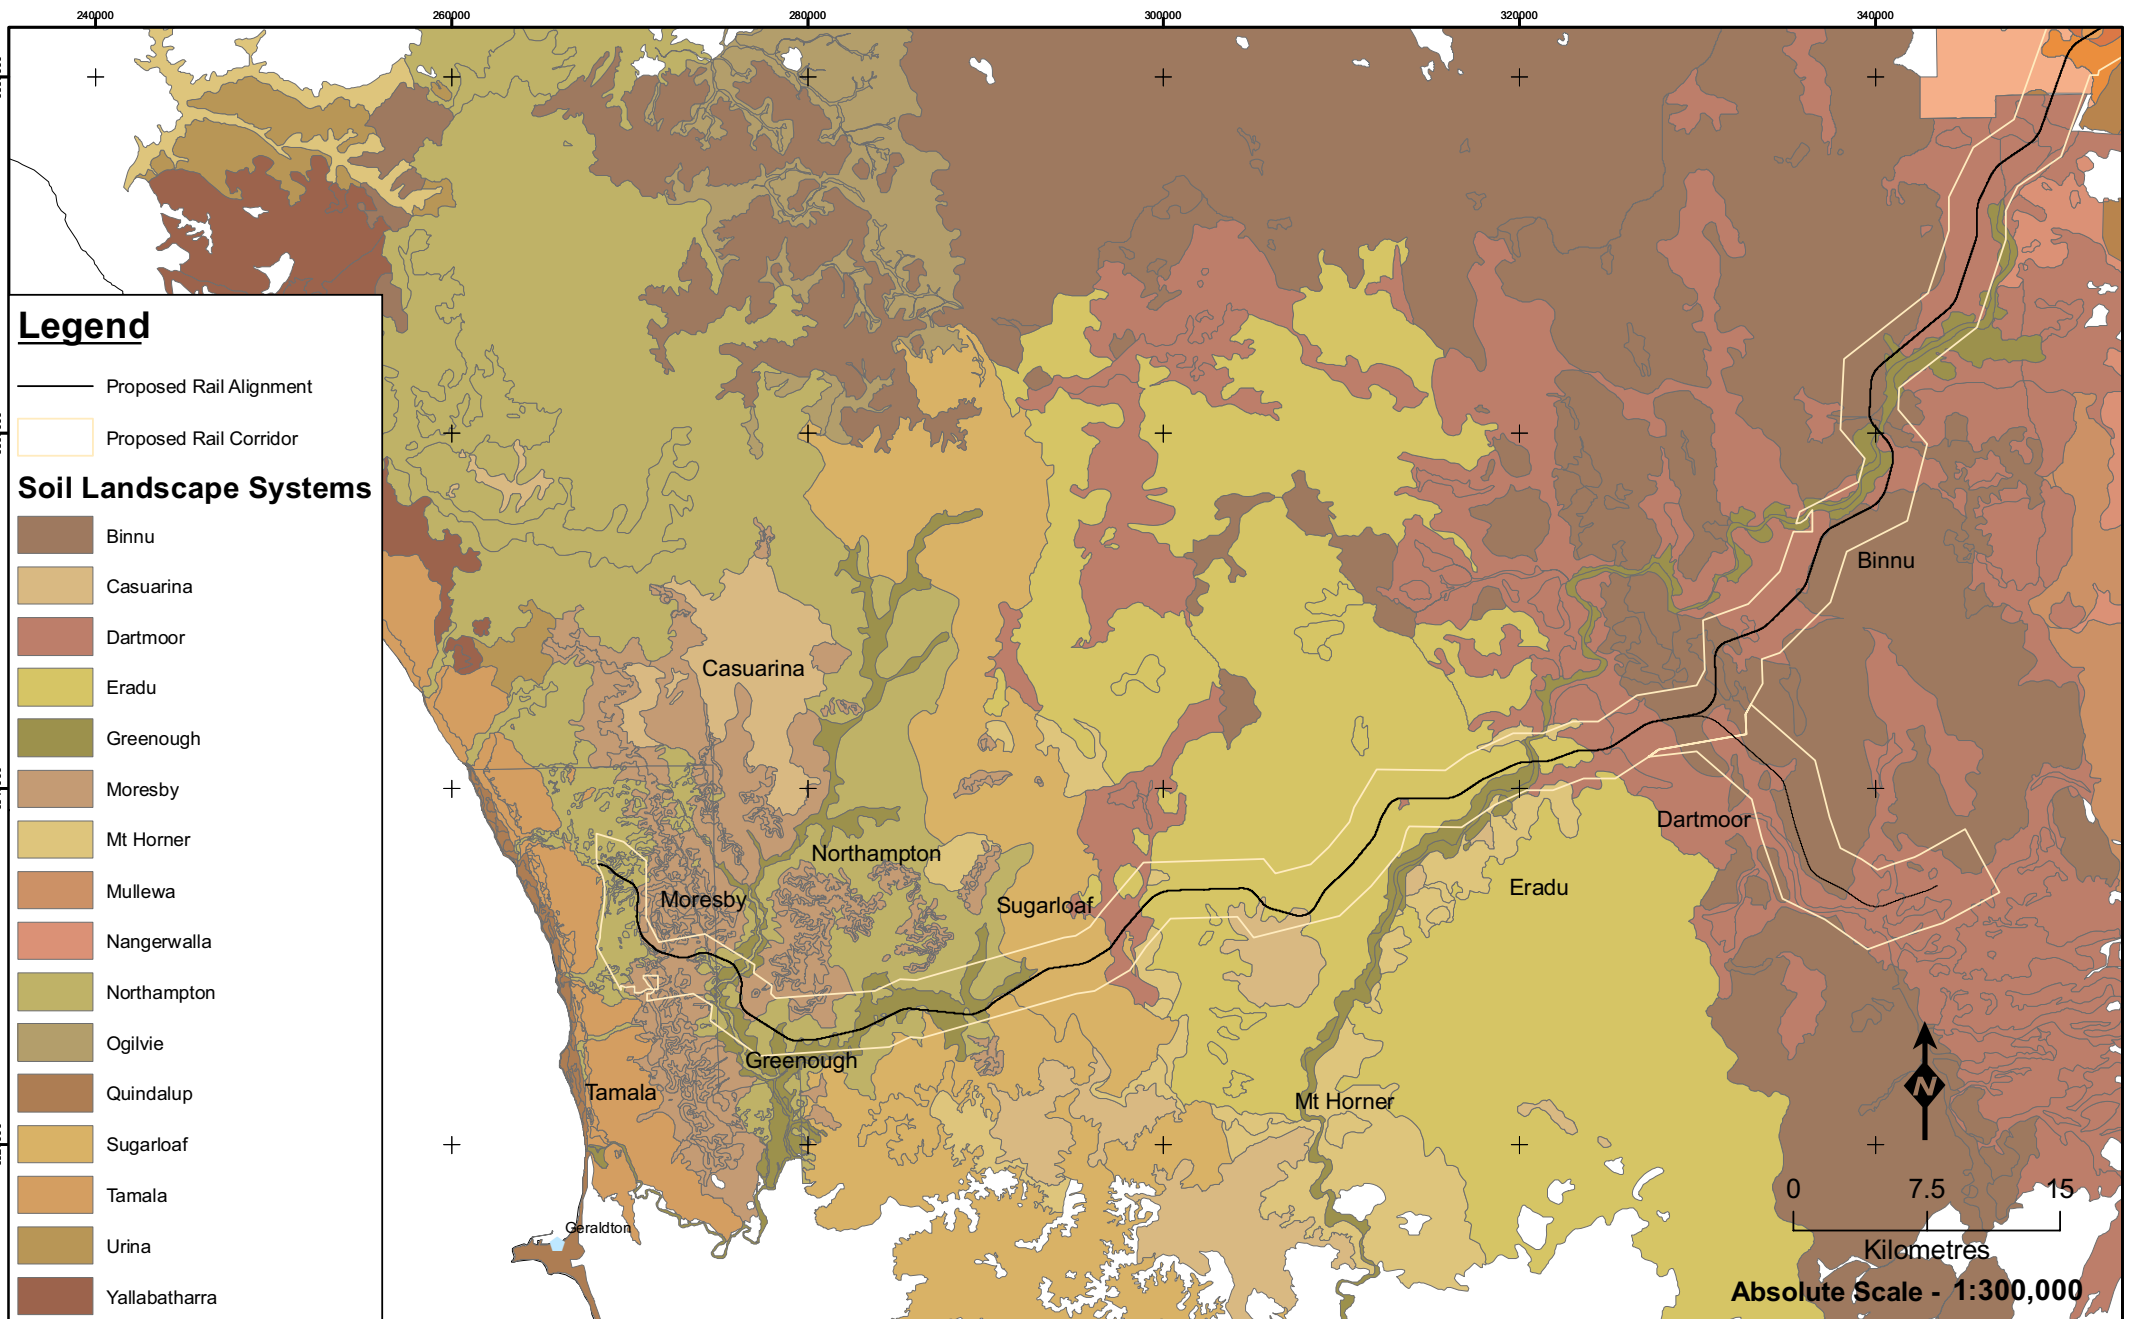 240000 260000 280000 300000 320000 340000
Legend
Proposed Rail Alignment
Proposed Rail Corridor
Soil Landscape Systems
Binnu
Casuarina
Dartmoor
Eradu
Greenough
Moresby
Mt Horner
Mullewa
Nangerwalla
Northampton
Ogilvie
Quindalup
Sugarloaf
Tamala
Urina
Yallabatharra
Binnu
Casuarina
Dartmoor
Northampton
Eradu
Moresby
Sugarloaf
Greenough
Tamala
Mt Horner
Geraldton
N
0 7.5 15
Kilometres
Absolute Scale - 1:300,000